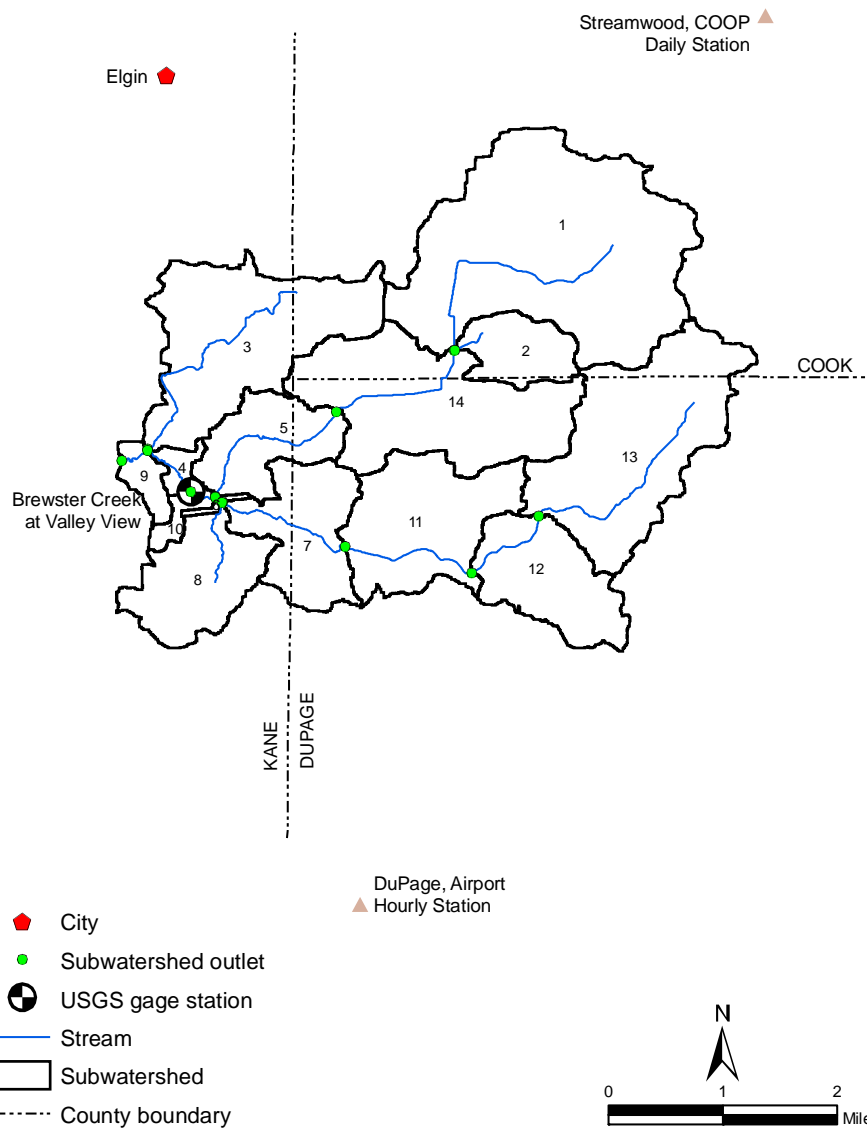 Streamwood, COOP
Daily Station
Elgin
1
3
2
COOK
14
5
13
4
9
Brewster Creek
at Valley View
10
11
7
12
8
KANE
DUPAGE
DuPage, Airport
Hourly Station
City
Subwatershed outlet
USGS gage station
Stream
Subwatershed
County boundary
N
0 1 2
Mile